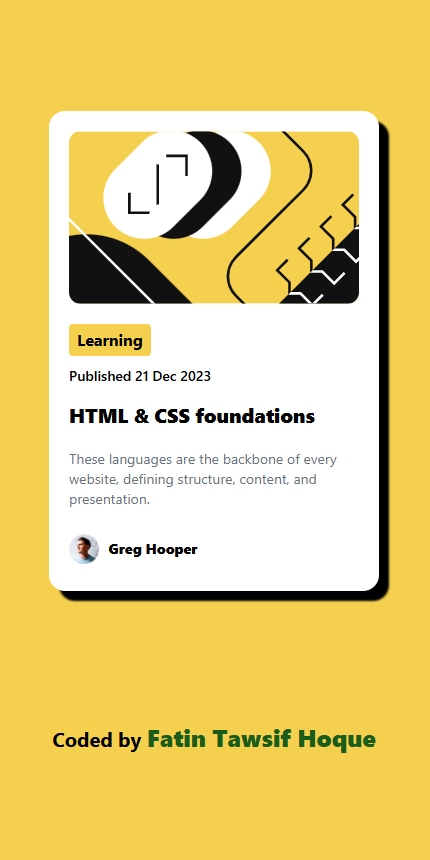 Learning
Published 21 Dec 2023
HTML & CSS foundations
These languages are the backbone of every
website, defining structure, content, and
presentation.
Greg Hooper
Coded by Fatin Tawsif Hoque